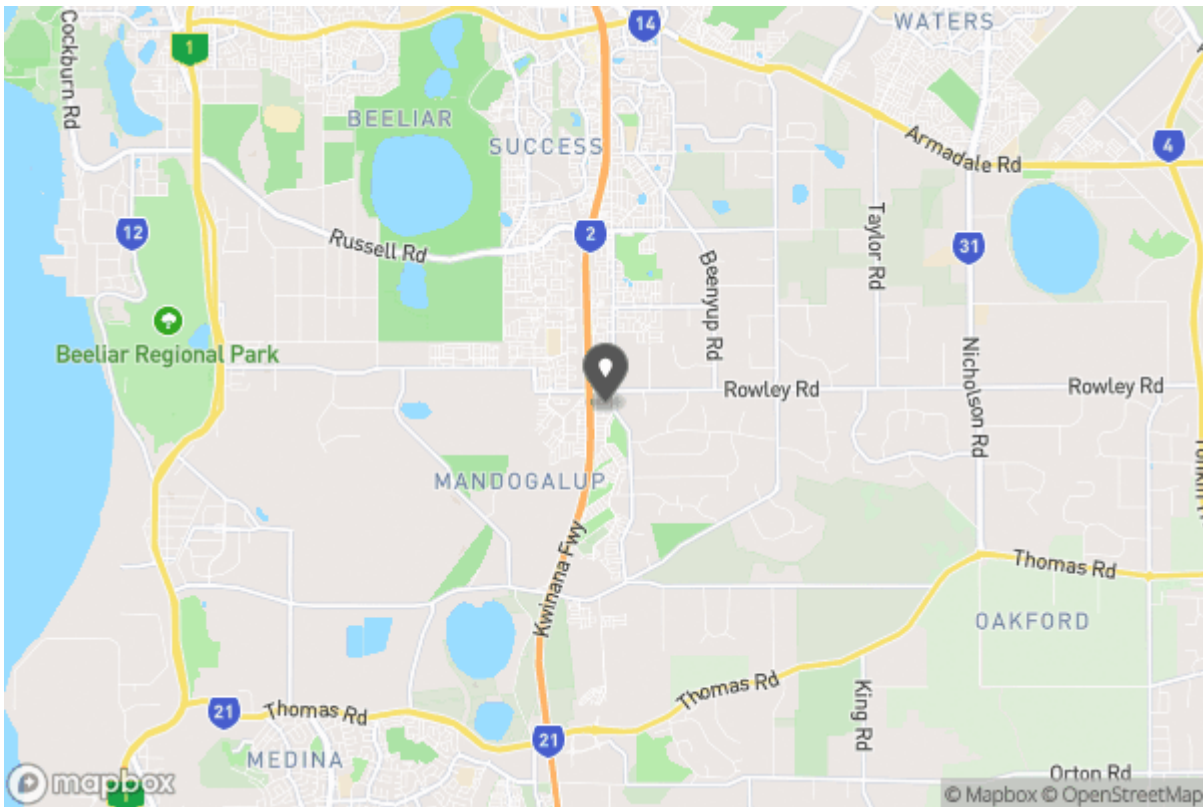 14
WATERS
1
Cockburn Rd
BEELIAR
SUCCESS
Armadale Rd
4
12
Russell Rd
2
Taylor Rd
31
Beenyup Rd
Beeliar Regional Park
Nicholson Rd
Rowley Rd
Rowley Rd
MANDOGALUP
Kwinana Fwy
Thomas Rd
OAKFORD
Thomas Rd
King Rd
21
Thomas Rd
MEDINA
21
Orton Rd
mapbox
1
© Mapbox © OpenStreetMap